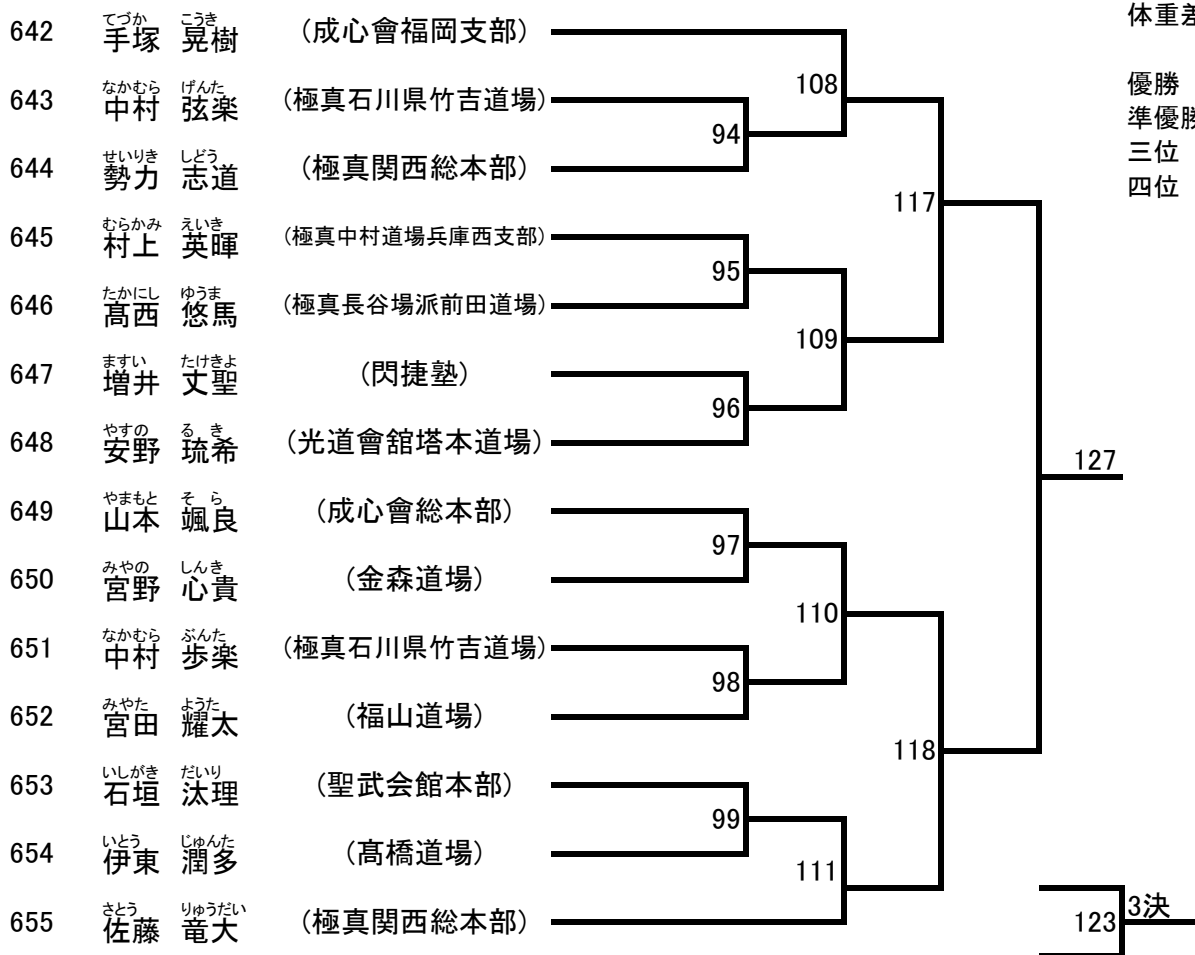 642 手塚 晃樹 (成心會福岡支部)
てづか こうき
643 中村 弦楽 (極真石川県竹吉道場)
なかむら げんた
644 勢力 志道 (極真関西総本部)
せいりき しどう
645 村上 英暉 (極真中村道場兵庫西支部)
むらかみ えいき
646 髙西 悠馬 (極真長谷場派前田道場)
たかにし ゆうま
647 増井 丈聖 (閃捷塾)
ますい たけきよ
648 安野 琉希 (光道會舘塔本道場)
やすの るき
649 山本 颯良 (成心會総本部)
やまもと そら
650 宮野 心貴 (金森道場)
みやの しんき
651 中村 歩楽 (極真石川県竹吉道場)
なかむら ぶんた
652 宮田 耀太 (福山道場)
みやた ようた
653 石垣 汰理 (聖武会館本部)
いしがき だいり
654 伊東 潤多 (髙橋道場)
いとう じゅんた
655 佐藤 竜大 (極真関西総本部)
さとう りゅうだい
94
95
96
97
98
99
108
109
110
111
117
118
127
123
3決
体重差
優勝
準優勝
三位
四位